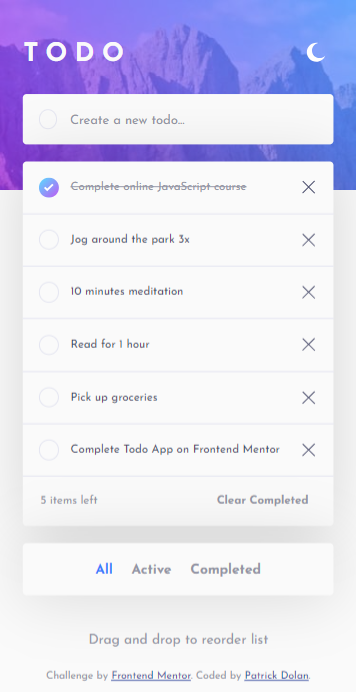 TODO
Create a new todo...
Complete online JavaScript course
Jog around the park 3x
10 minutes meditation
Read for 1 hour
Pick up groceries
Complete Todo App on Frontend Mentor
5 items left Clear Completed
All Active Completed
Drag and drop to reorder list
Challenge by Frontend Mentor. Coded by Patrick Dolan.